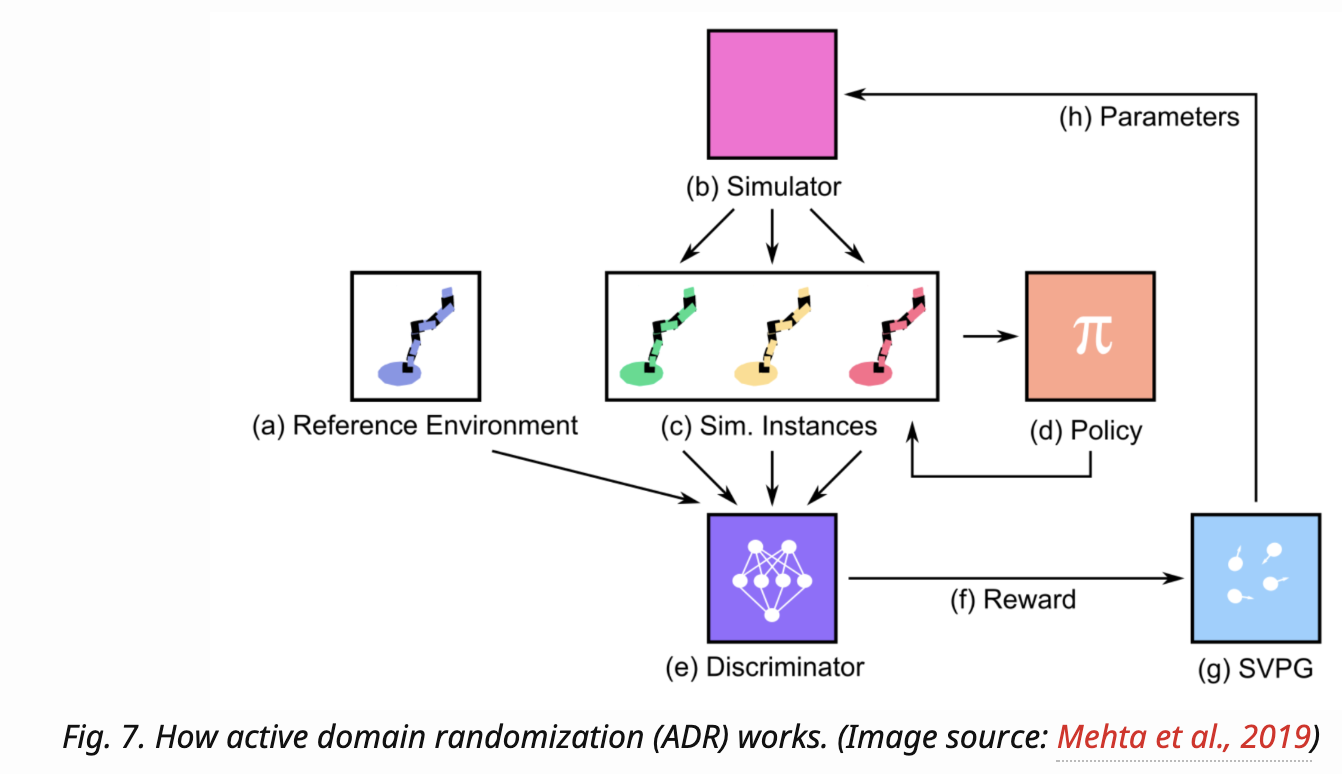 (h) Parameters
(b) Simulator
π
(a) Reference Environment
(c) Sim. Instances
(d) Policy
(f) Reward
(e) Discriminator
(g) SVPG
Fig. 7. How active domain randomization (ADR) works. (Image source: Mehta et al., 2019)